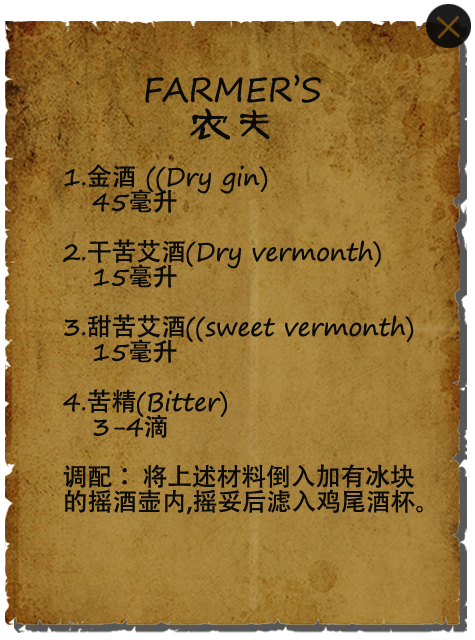 FARMER'S
农夫
1.金酒 ((Dry gin)
45毫升
2.干苦艾酒(Dry vermonth)
15毫升
3.甜苦艾酒((sweet vermonth)
15毫升
4.苦精(Bitter)
3-4滴
调配：将上述材料倒入加有冰块
的摇酒壶内,摇妥后滤入鸡尾酒杯。